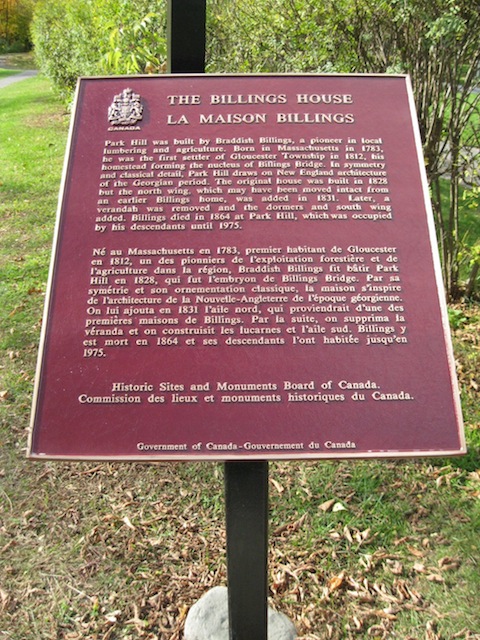 CANADA
THE BILLINGS HOUSE
LA MAISON BILLINGS
Park Hill was built by Braddish Billings, a pioneer in local
lumbering and agriculture. Born in Massachusetts in 1783,
he was the first settler of Gloucester Township in 1812, his
homestead forming the nucleus of Billings Bridge. In symmetry
and classical detail, Park Hill draws on New England architecture
of the Georgian period. The original house was built in 1828
but the north wing, which may have been moved intact from
an earlier Billings home, was added in 1831. Later, a
verandah was removed and the dormers and south wing
added. Billings died in 1864 at Park Hill, which was occupied
by his descendants until 1975.
Né au Massachusetts en 1783, premier habitant de Gloucester
en 1812, un des pionniers de l'exploitation forestière et de
l'agriculture dans la région, Braddish Billings fit bâtir Park
Hill en 1828, qui fut l'embryon de Billings Bridge. Par sa
symétrie et son ornementation classique, la maison s'inspire
de l'architecture de la Nouvelle-Angleterre de l'époque géorgienne.
On lui ajouta en 1831 l'aile nord, qui proviendrait d'une des
premières maisons de Billings. Par la suite, on supprima la
véranda et on construisit les lucarnes et l'aile sud. Billings y
est mort en 1864 et ses descendants l'ont habitée jusqu'en
1975.
Historic Sites and Monuments Board of Canada.
Commission des lieux et monuments historiques du Canada.
Government of Canada-Gouvernement du Canada